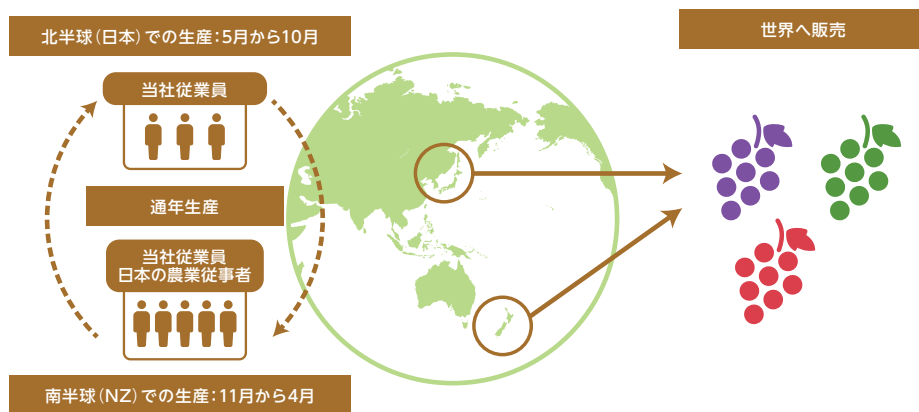 北半球(日本)での生産:5月から10月
世界へ販売
当社従業員
通年生産
当社従業員
日本の農業従事者
南半球(NZ)での生産:11月から4月